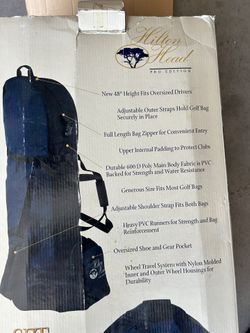 Hilton
Head
PRO EDITION
New 48" Height Fits Oversized Drivers
Adjustable Outer Straps Hold Golf Bag
Securely in Place
Full Length Bag Zipper for Convenient Entry
Upper Internal Padding to Protect Clubs
Durable 600 D Poly Main Body Fabric is PVC
Backed for Strength and Water Resistance
Generous Size Fits Most Golf Bags
Adjustable Shoulder Strap Fits Both Bags
Heavy PVC Runners for Strength and Bag
Reinforcement
Oversized Shoe and Gear Pocket
Wheel Travel System with Nylon Molded
Inner and Outer Wheel Housings for
Durability